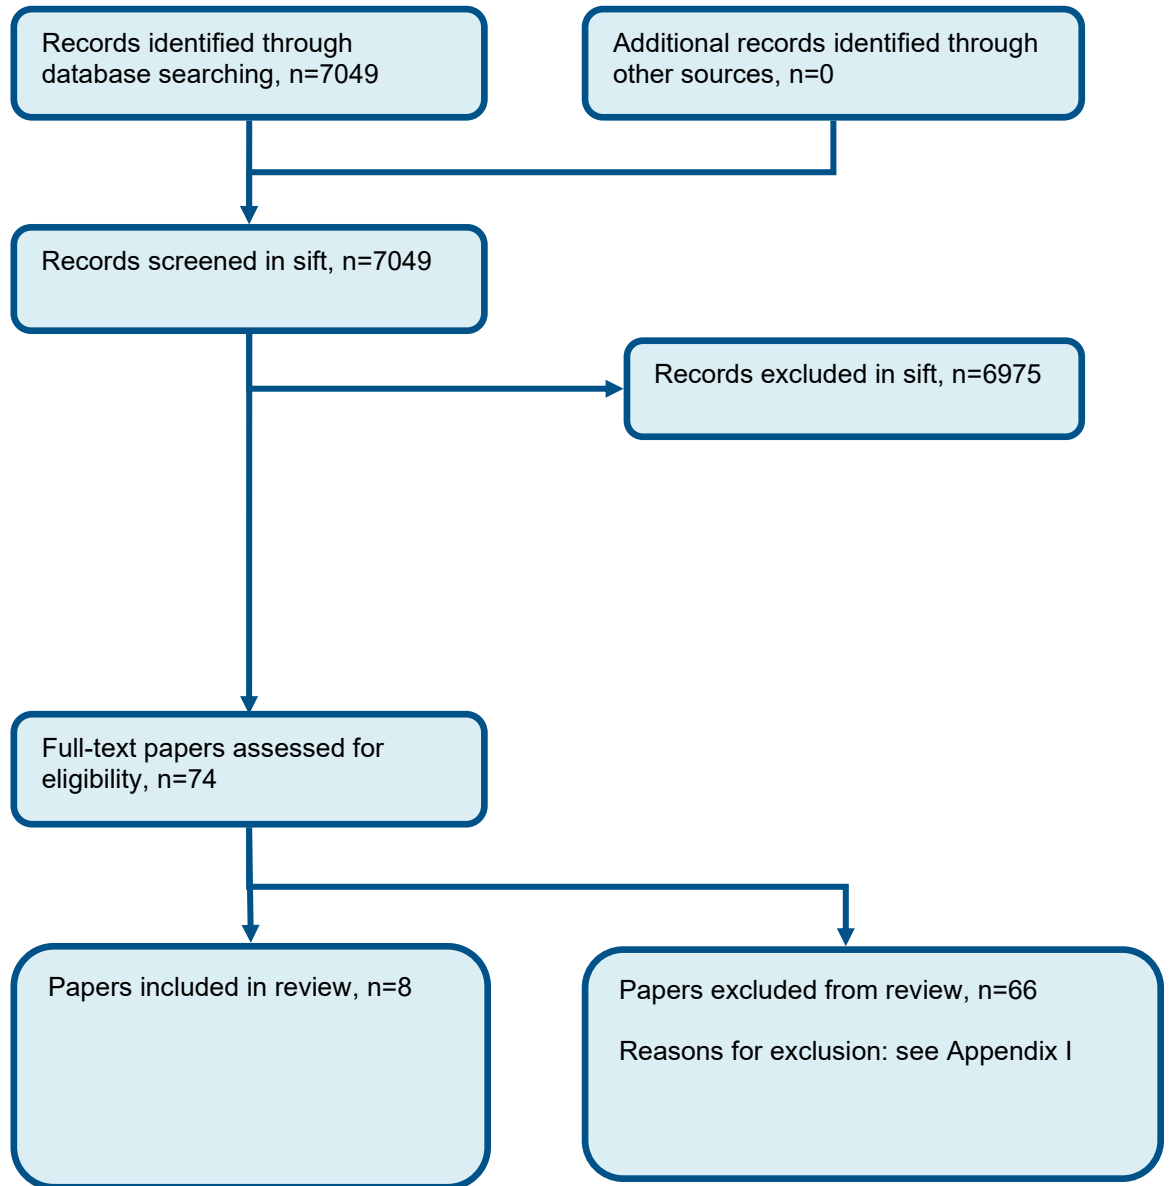 Records identified through
database searching, n=7049
Additional records identified through
other sources, n=0
Records screened in sift, n=7049
Records excluded in sift, n=6975
Full-text papers assessed for
eligibility, n=74
Papers included in review, n=8
Papers excluded from review, n=66
Reasons for exclusion: see Appendix I